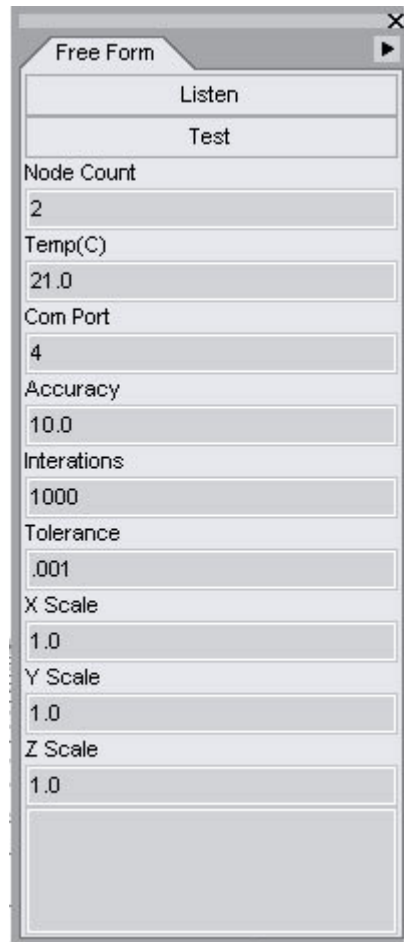 Free Form
Listen
Test
Node Count
2
Temp(C)
21.0
Com Port
4
Accuracy
10.0
Interations
1000
Tolerance
.001
X Scale
1.0
Y Scale
1.0
Z Scale
1.0